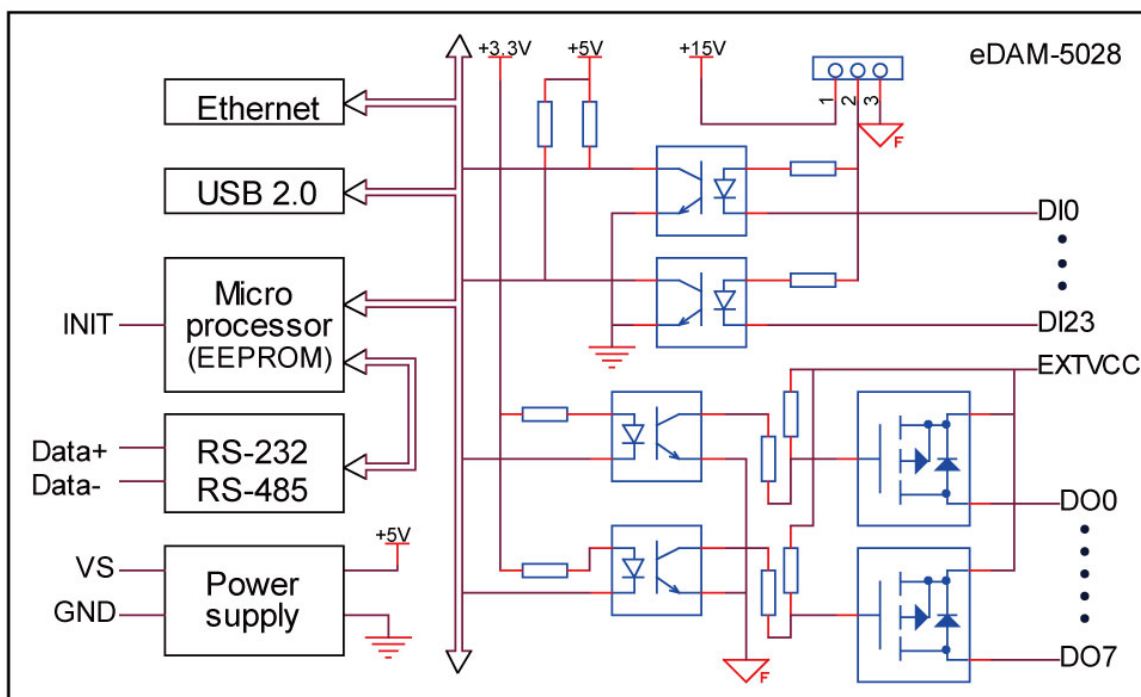 +3.3V
+5V
+15V
eDAM-5028
1
2
3
F
Ethernet
USB 2.0
DI0
INIT
Micro
processor
(EEPROM)
DI23
EXTVCC
Data+
Data-
RS-232
RS-485
DO0
+5V
VS
GND
Power
supply
DO7
F